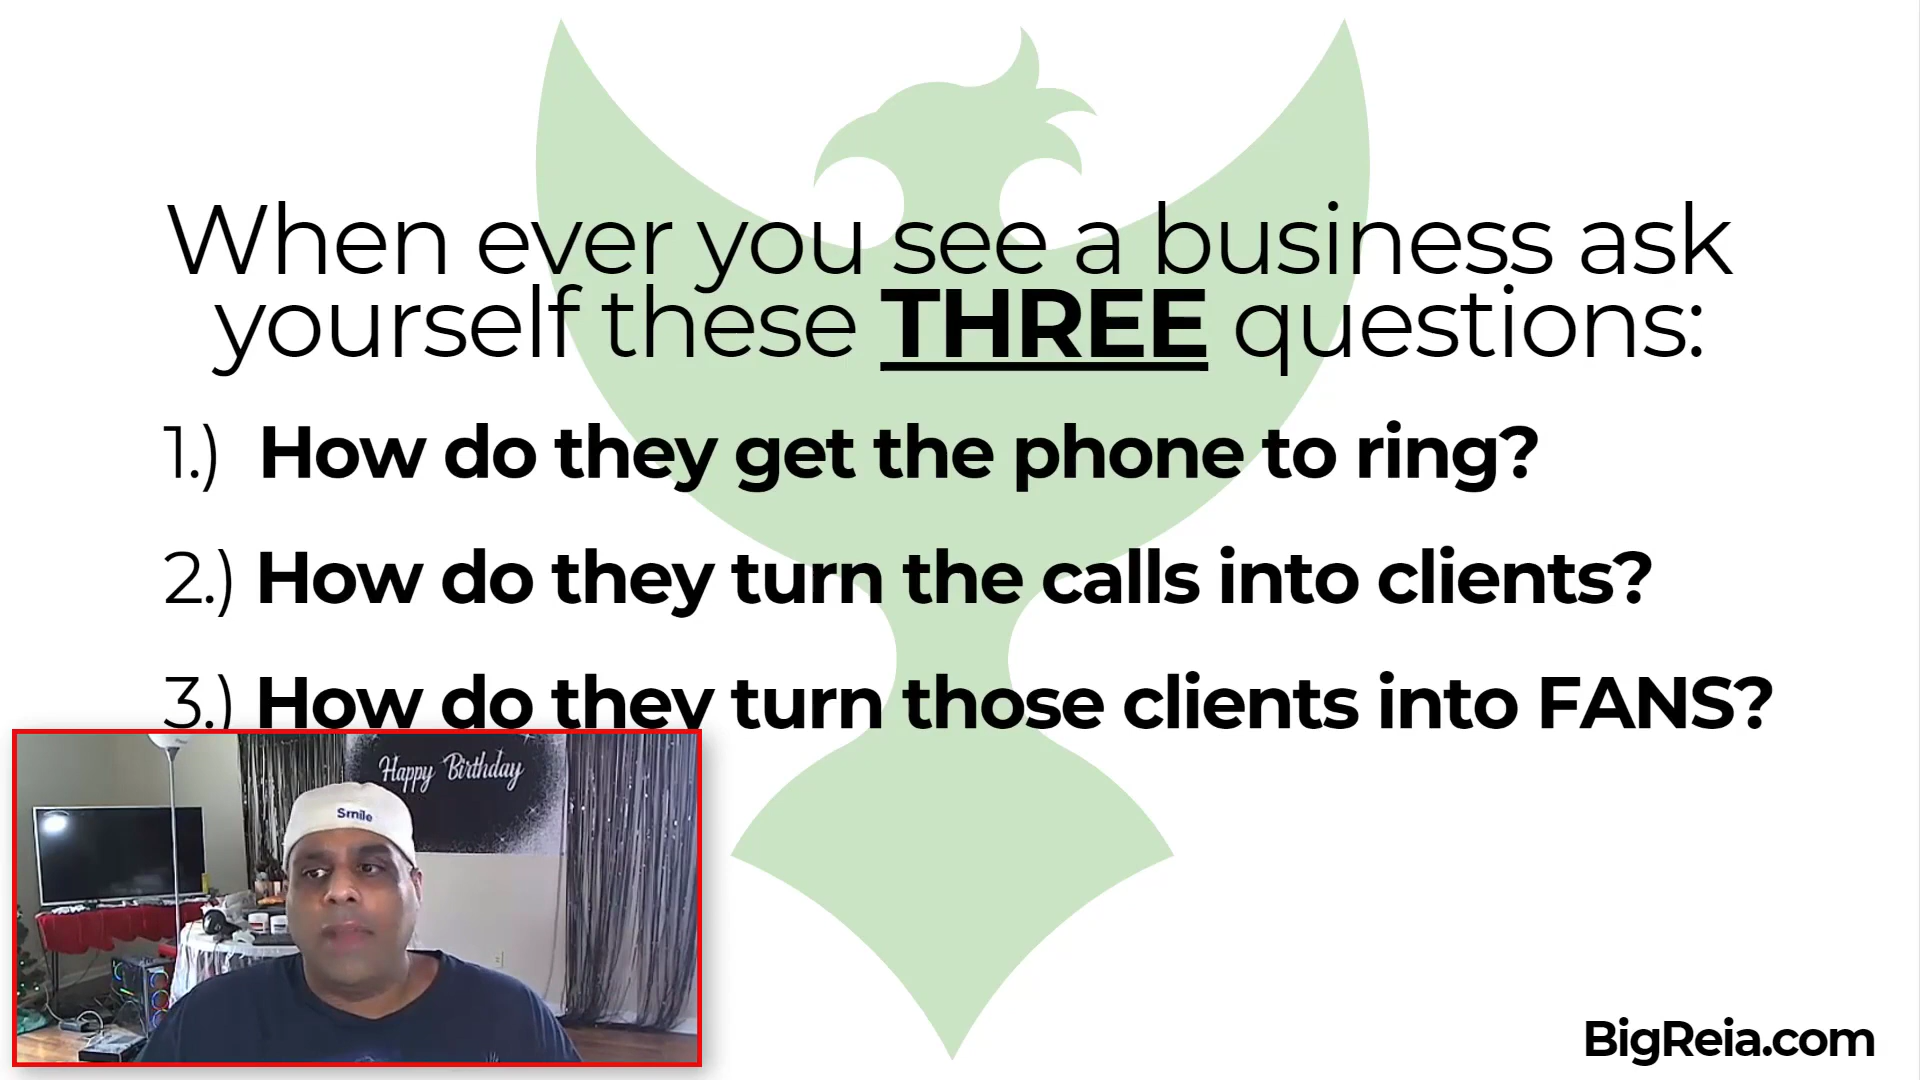 When ever you see a business ask
yourself these THREE questions:
1.) How do they get the phone to ring?
2.) How do they turn the calls into clients?
3.) How do they turn those clients into FANS?
Happy Birthday
Smile
BigReia.com